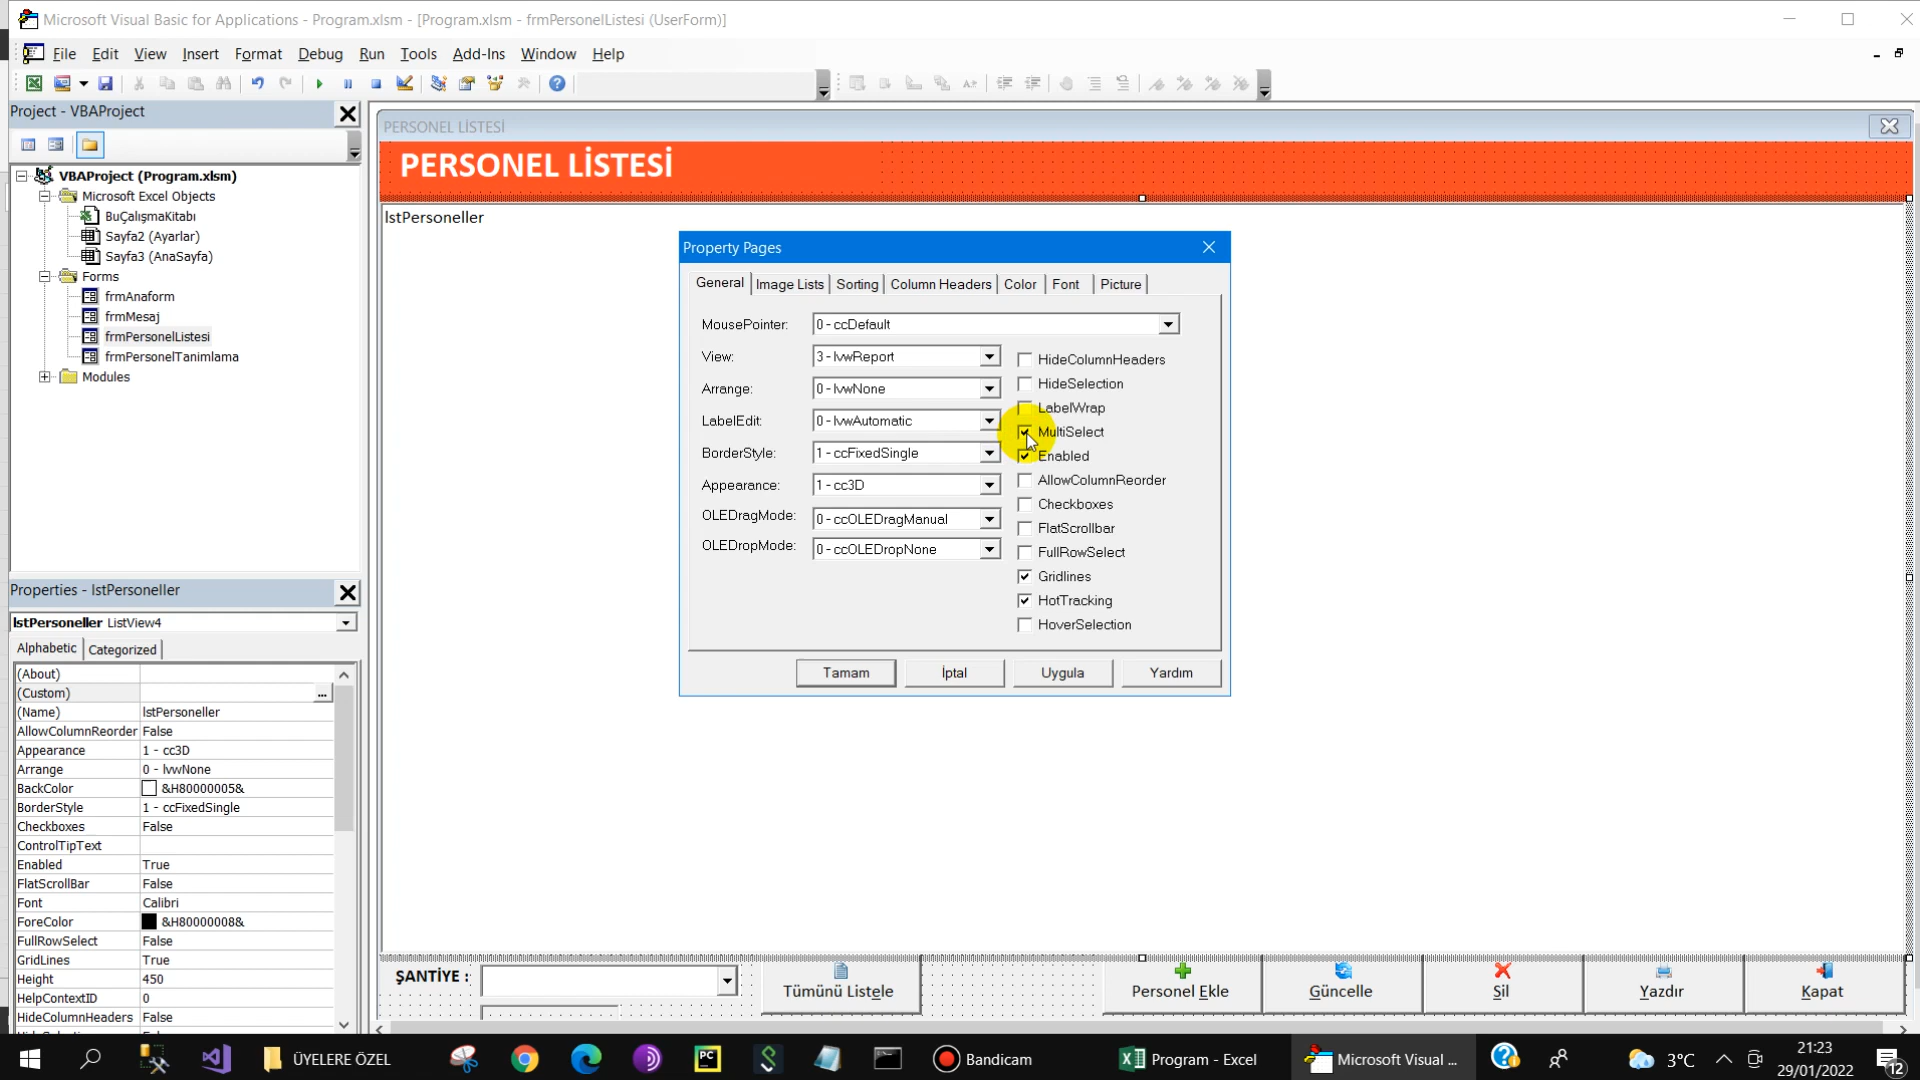 Microsoft Visual Basic for Applications - Program.xlsm - [Program.xlsm - frmPersonelListesi (UserForm)]
File Edit View Insert Format Debug Run Tools Add-Ins Window Help
Project - VBAProject
VBAProject (Program.xlsm)
Microsoft Excel Objects
BuÇalışmaKitabı
Sayfa2 (Ayarlar)
Sayfa3 (AnaSayfa)
Forms
frmAnaform
frmMesaj
frmPersonelListesi
frmPersonelTanimlama
Modules
Properties - lstPersoneller
lstPersoneller ListView4
Alphabetic Categorized
(About)
(Custom) ...
(Name) lstPersoneller
AllowColumnReorder False
Appearance 1 - cc3D
Arrange 0 - lvwNone
BackColor &H80000005&
BorderStyle 1 - ccFixedSingle
Checkboxes False
ControlTipText
Enabled True
FlatScrollBar False
Font Calibri
ForeColor &H80000008&
FullRowSelect False
GridLines True
Height 450
HelpContextID 0
HideColumnHeaders False
PERSONEL LİSTESİ
PERSONEL LİSTESİ
lstPersoneller
Property Pages
General Image Lists Sorting Column Headers Color Font Picture
MousePointer: 0 - ccDefault
View: 3 - lvwReport
Arrange: 0 - lvwNone
LabelEdit: 0 - lvwAutomatic
BorderStyle: 1 - ccFixedSingle
Appearance: 1 - cc3D
OLEDragMode: 0 - ccOLEDragManual
OLEDropMode: 0 - ccOLEDropNone
HideColumnHeaders
HideSelection
LabelWrap
MultiSelect
Enabled
AllowColumnReorder
Checkboxes
FlatScrollbar
FullRowSelect
Gridlines
HotTracking
HoverSelection
Tamam İptal Uygula Yardım
ŞANTİYE :
Tümünü Listele
Personel Ekle
Güncelle
Sil
Yazdır
Kapat
ÜYELERE ÖZEL
PC
Bandicam
Program - Excel
Microsoft Visual ...
3°C
21:23
29/01/2022
12